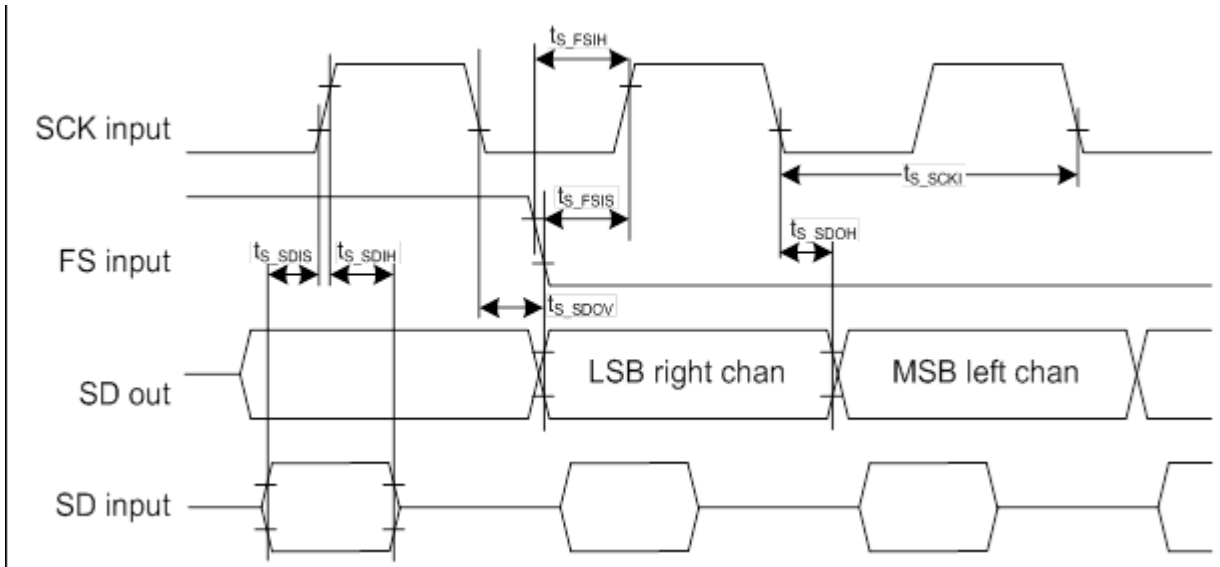 tS_FSIH
SCK input
tS_SCKI
tS_FSIS
tS_SDOH
tS_SDIS
tS_SDIH
FS input
tS_SDOV
LSB right chan
MSB left chan
SD out
SD input